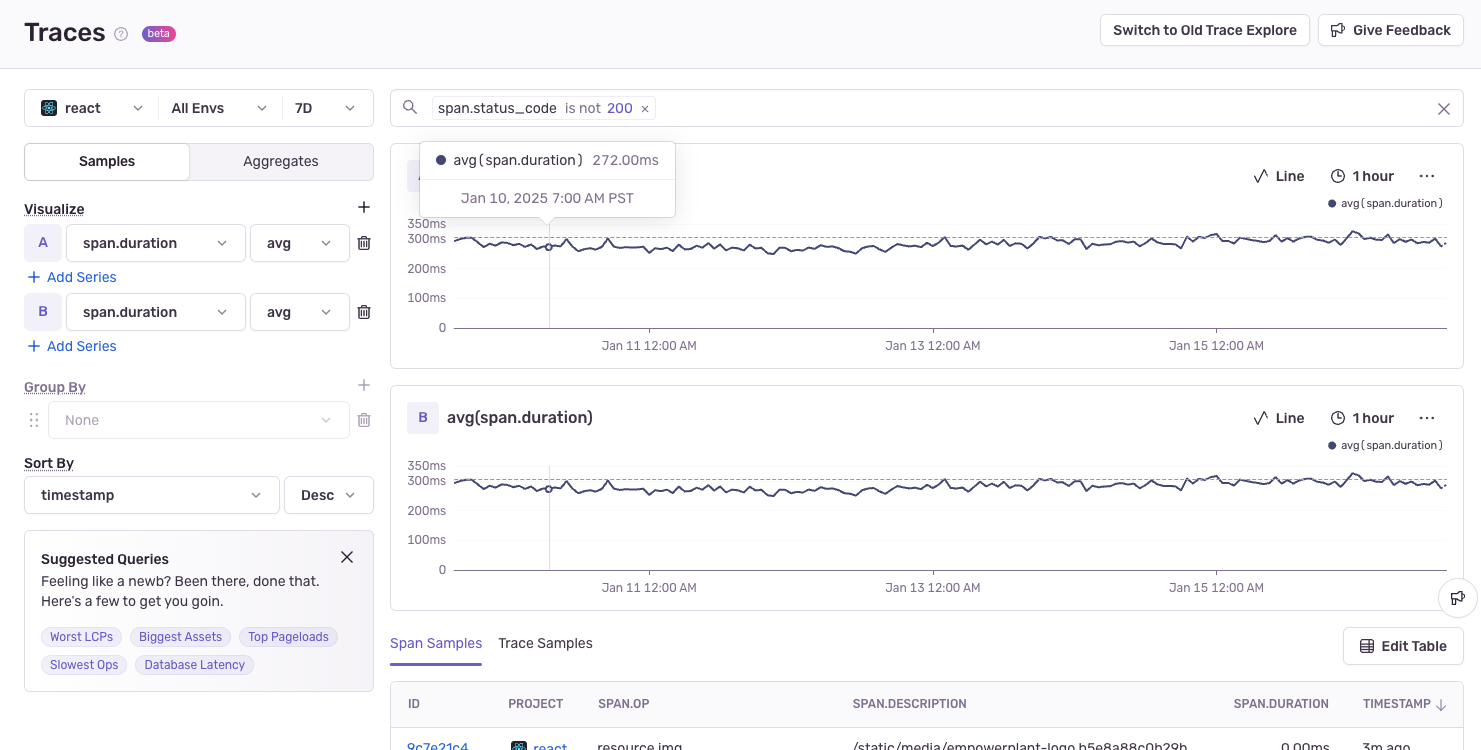 Traces ? beta
Switch to Old Trace Explore
Give Feedback
react
All Envs
7D
span.status_code is not 200 ×
Samples
Aggregates
Visualize
A span.duration avg
Add Series
B span.duration avg
Add Series
Group By
None
Sort By
timestamp
Desc
Suggested Queries
Feeling like a newb? Been there, done that.
Here's a few to get you goin.
Worst LCPs Biggest Assets Top Pageloads
Slowest Ops Database Latency
avg(span.duration) 272.00ms
Jan 10, 2025 7:00 AM PST
Line 1 hour
avg(span.duration)
350ms
300ms
200ms
100ms
0
Jan 11 12:00 AM Jan 13 12:00 AM Jan 15 12:00 AM
B avg(span.duration)
Line 1 hour
avg(span.duration)
350ms
300ms
200ms
100ms
0
Jan 11 12:00 AM Jan 13 12:00 AM Jan 15 12:00 AM
Span Samples Trace Samples
Edit Table
ID PROJECT SPAN.OP SPAN.DESCRIPTION SPAN.DURATION TIMESTAMP
9c7e21c4 react resource.img /static/media/empowerplant-logo.b5e8a88c0b29b 0.00ms 3m ago